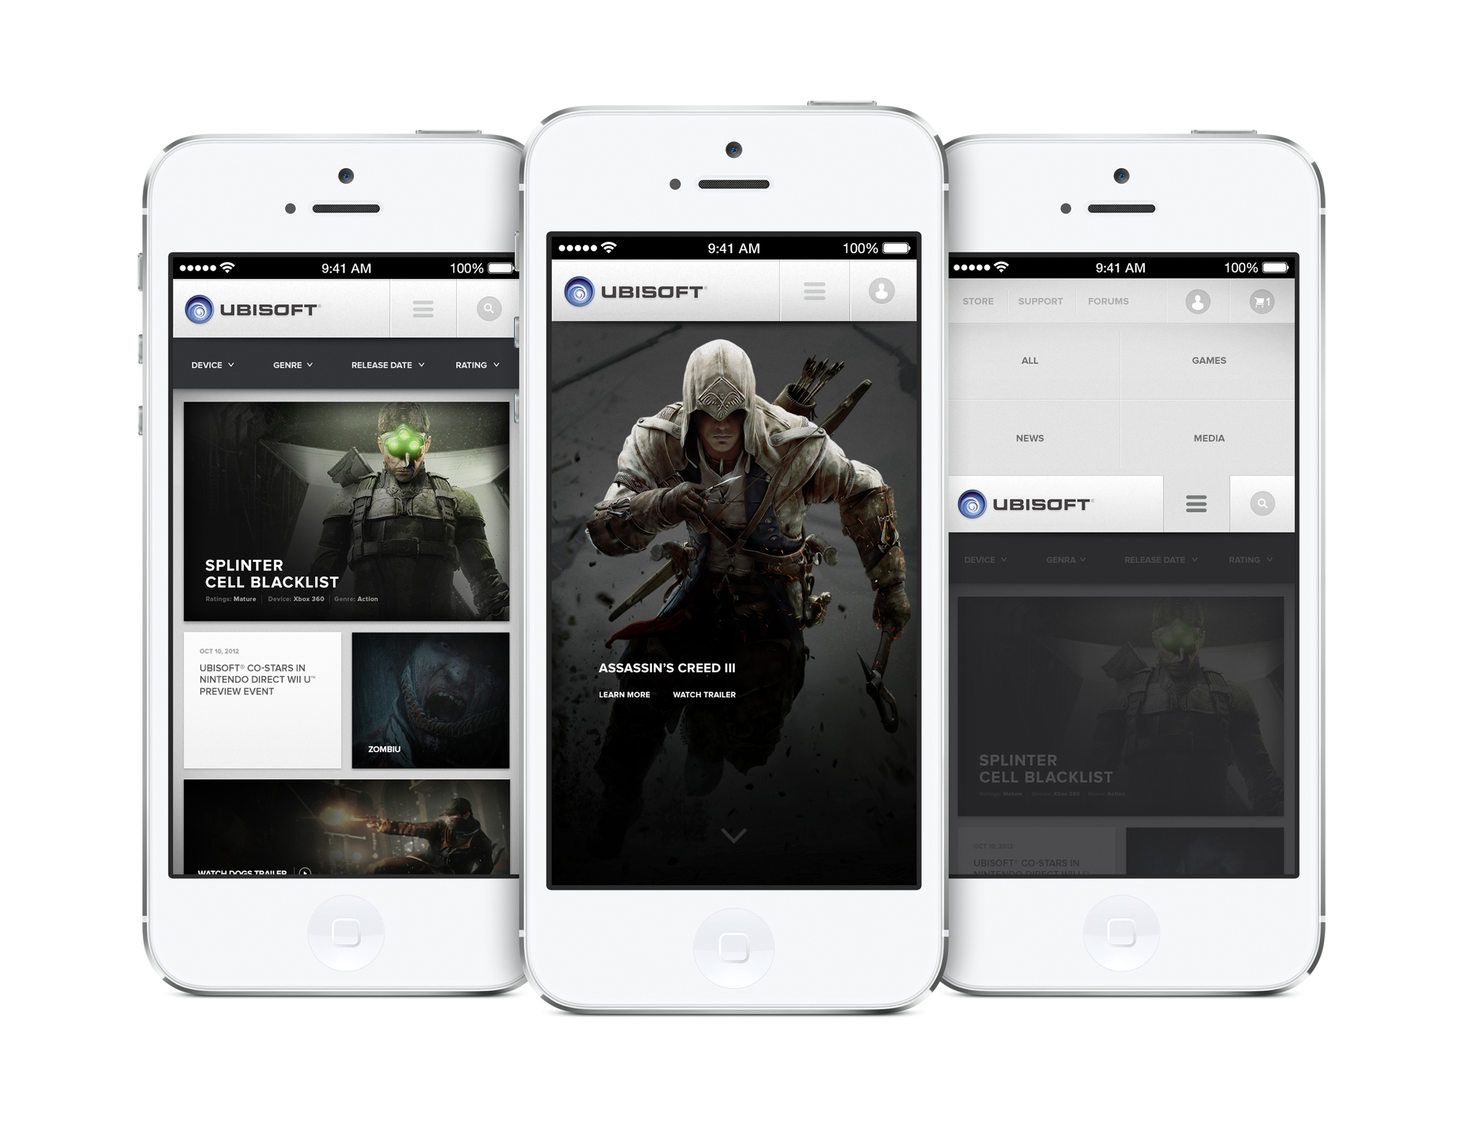 9:41 AM 100%
UBISOFT
DEVICE GENRE RELEASE DATE RATING
SPLINTER
CELL BLACKLIST
Ratings: Mature Device: Xbox 360 Genre: Action
OCT 10, 2012
UBISOFT® CO-STARS IN
NINTENDO DIRECT WII U™
PREVIEW EVENT
ZOMBIU
WATCH DOGS TRAILER
9:41 AM 100%
UBISOFT
ASSASSIN'S CREED III
LEARN MORE WATCH TRAILER
9:41 AM 100%
STORE SUPPORT FORUMS 1
ALL GAMES
NEWS MEDIA
UBISOFT
DEVICE GENRA RELEASE DATE RATING
SPLINTER
CELL BLACKLIST
Ratings: Mature Device: Xbox 360 Genre: Action
OCT 10, 2012
UBISOFT® CO-STARS IN
NINTENDO DIRECT WII U™